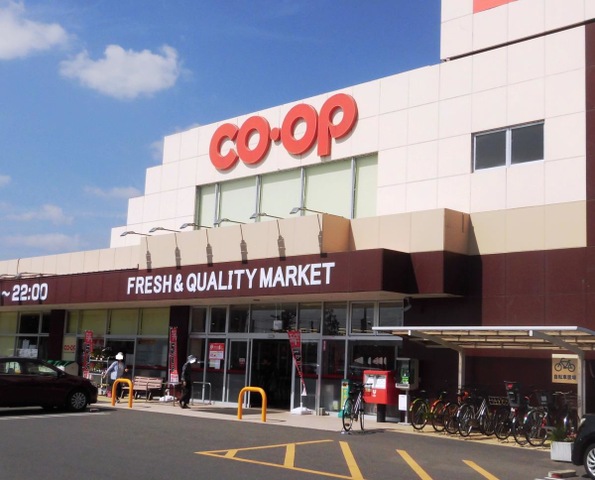 CO・OP
~22:00
FRESH & QUALITY MARKET